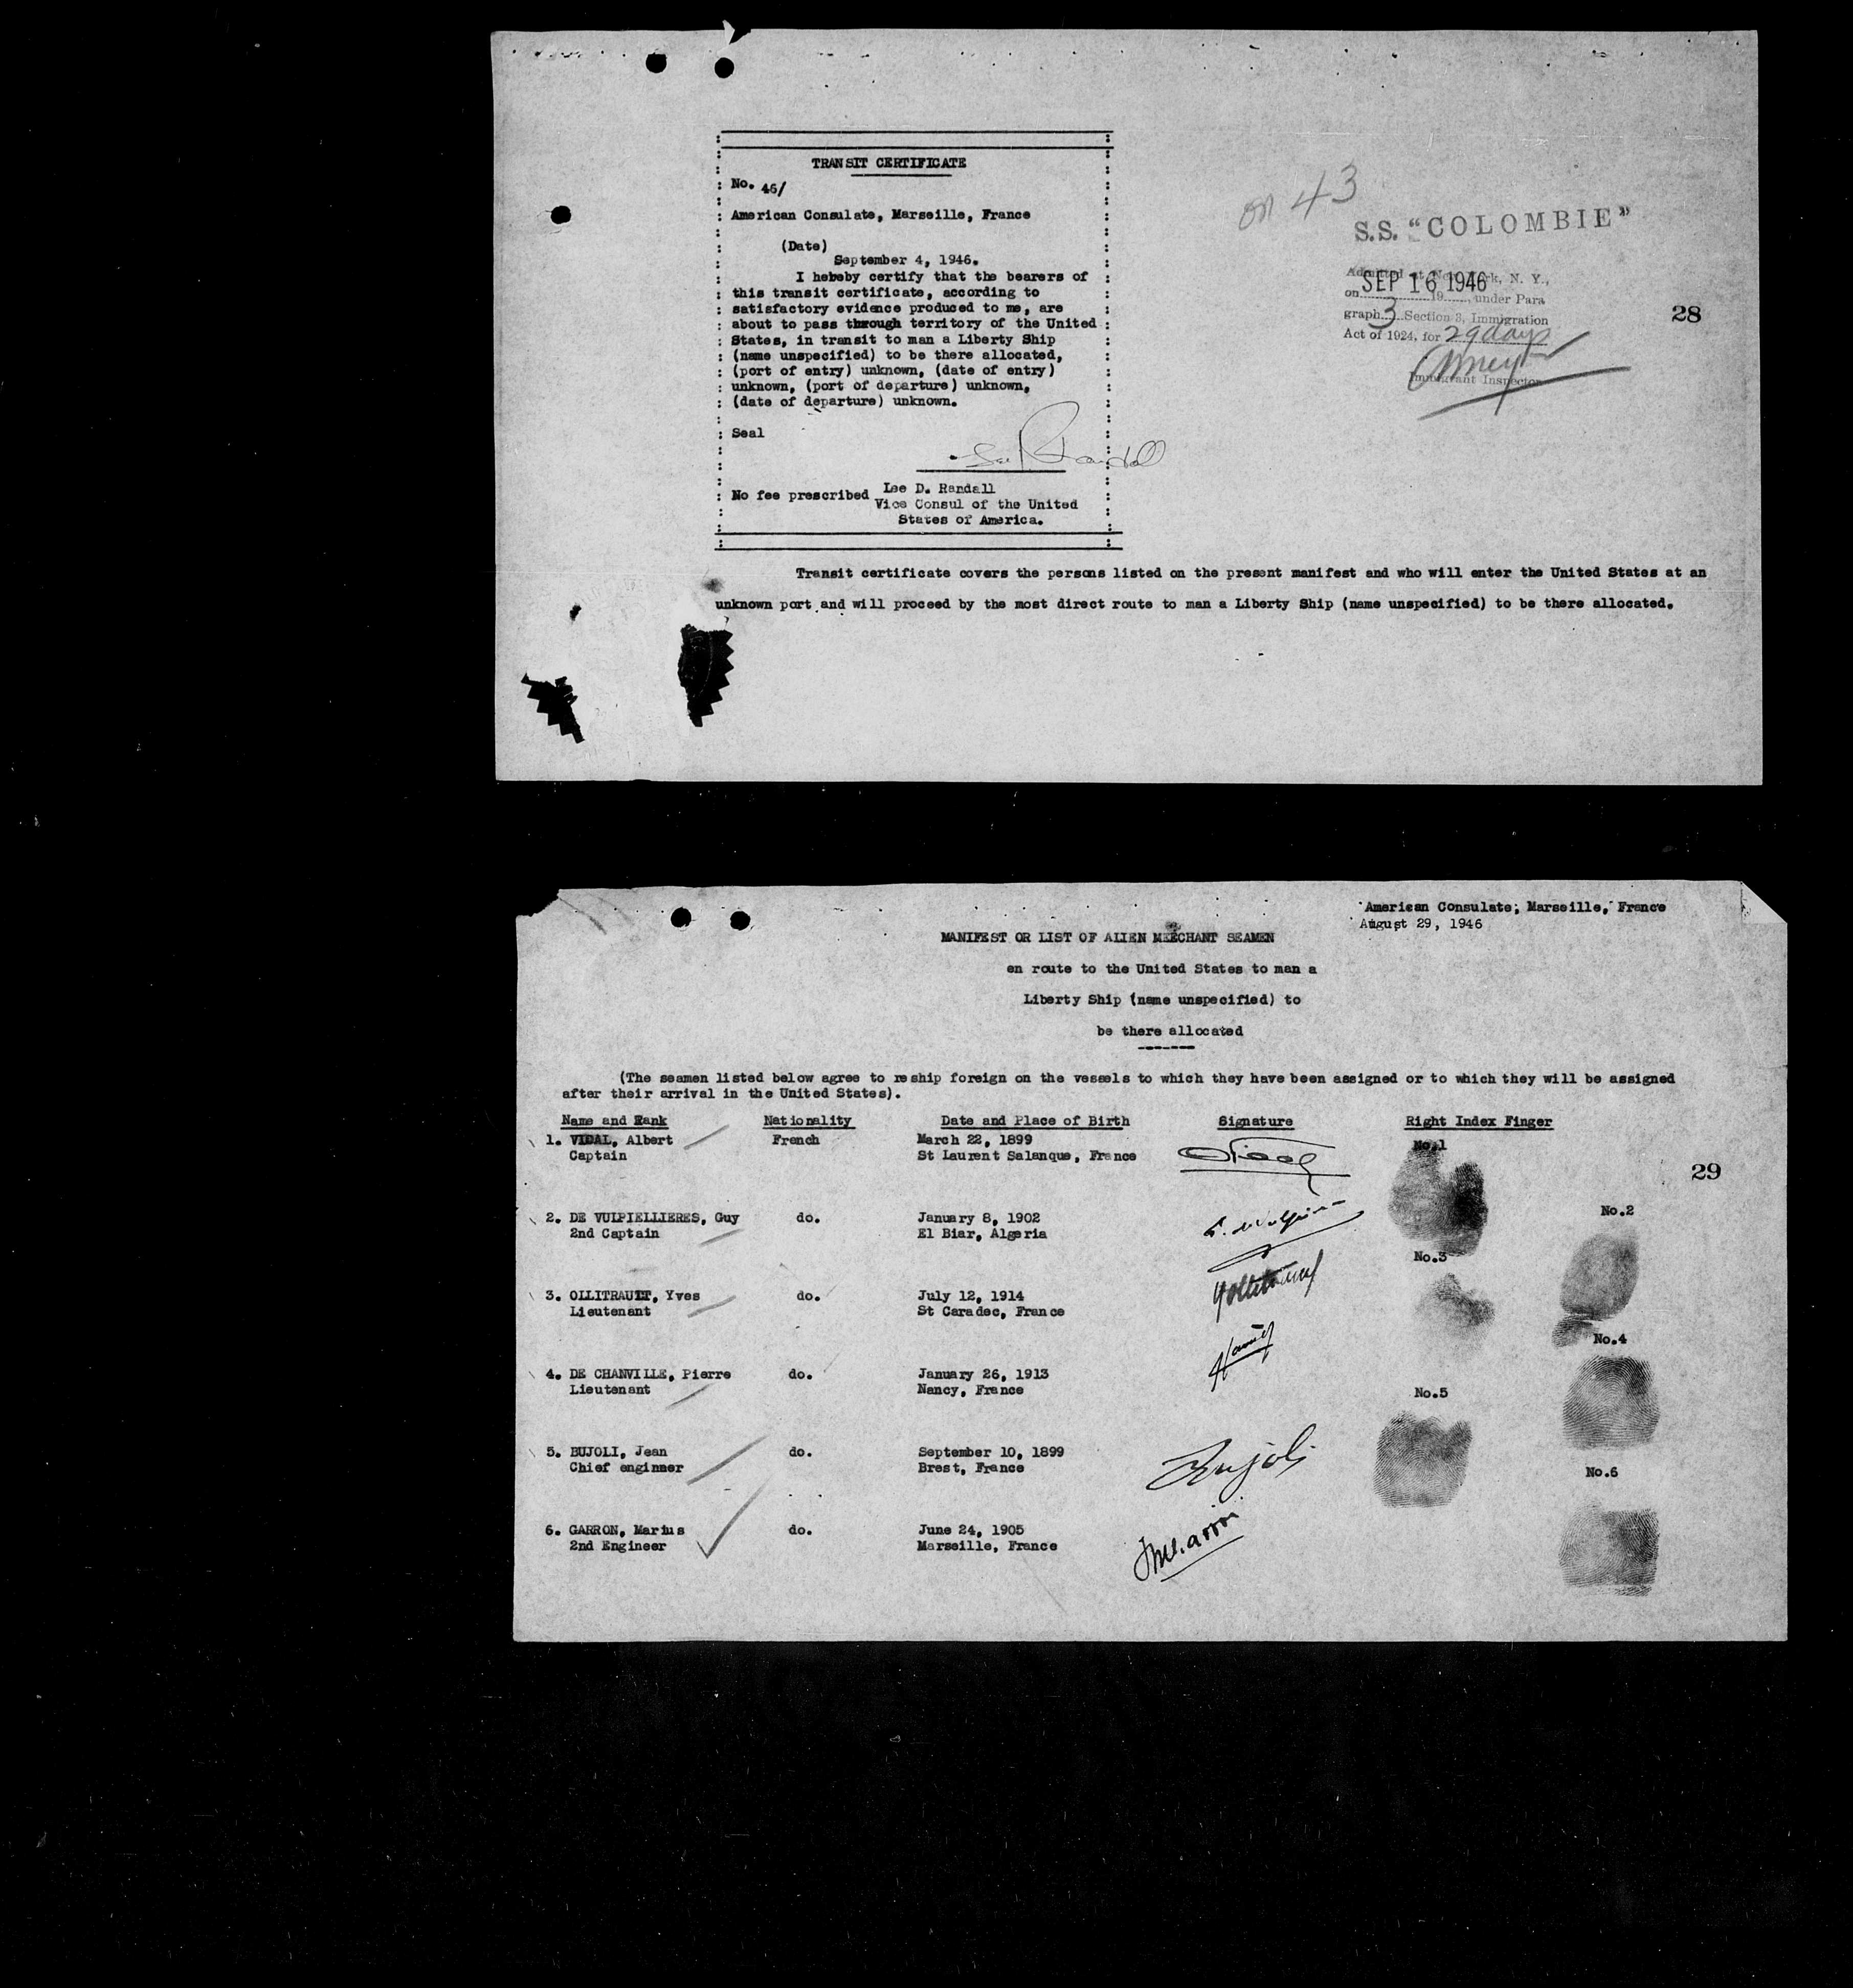 TRANSIT CERTIFICATE
No. 46/
American Consulate, Marseille, France
(Date)
September 4, 1946.
I hebeby certify that the bearers of
this transit certificate, according to
satisfactory evidence produced to me, are
about to pass through territory of the United
States, in transit to man a Liberty Ship
(name unspecified) to be there allocated,
(port of entry) unknown, (date of entry)
unknown, (port of departure) unknown,
(date of departure) unknown.
Seal
No fee prescribed
Lee D. Randall
Vice Consul of the United
States of America.
on 43
S.S. "COLOMBIE"
Admitted at New York, N. Y.,
on SEP 16 1946 19......, under Para
graph 3 Section 3, Immigration
Act of 1924, for 29 days
Immigrant Inspector
28
Transit certificate covers the persons listed on the present manifest and who will enter the United States at an
unknown port and will proceed by the most direct route to man a Liberty Ship (name unspecified) to be there allocated.
American Consulate; Marseille, France
August 29, 1946
MANIFEST OR LIST OF ALIEN MERCHANT SEAMEN
en route to the United States to man a
Liberty Ship (name unspecified) to
be there allocated
(The seamen listed below agree to reship foreign on the vessels to which they have been assigned or to which they will be assigned
after their arrival in the United States).
Name and Rank Nationality Date and Place of Birth Signature Right Index Finger
1. VIDAL, Albert French March 22, 1899 No.1
Captain St Laurent Salanque, France
29
2. DE VULPIELLIERES, Guy do. January 8, 1902 No.2
2nd Captain El Biar, Algeria
No.3
3. OLLITRAULT, Yves do. July 12, 1914
Lieutenant St Caradec, France
No.4
4. DE CHANVILLE, Pierre do. January 26, 1913
Lieutenant Nancy, France
No.5
5. BUJOLI, Jean do. September 10, 1899 Bujoli
Chief enginner Brest, France
No.6
6. GARRON, Marius do. June 24, 1905
2nd Engineer Marseille, France